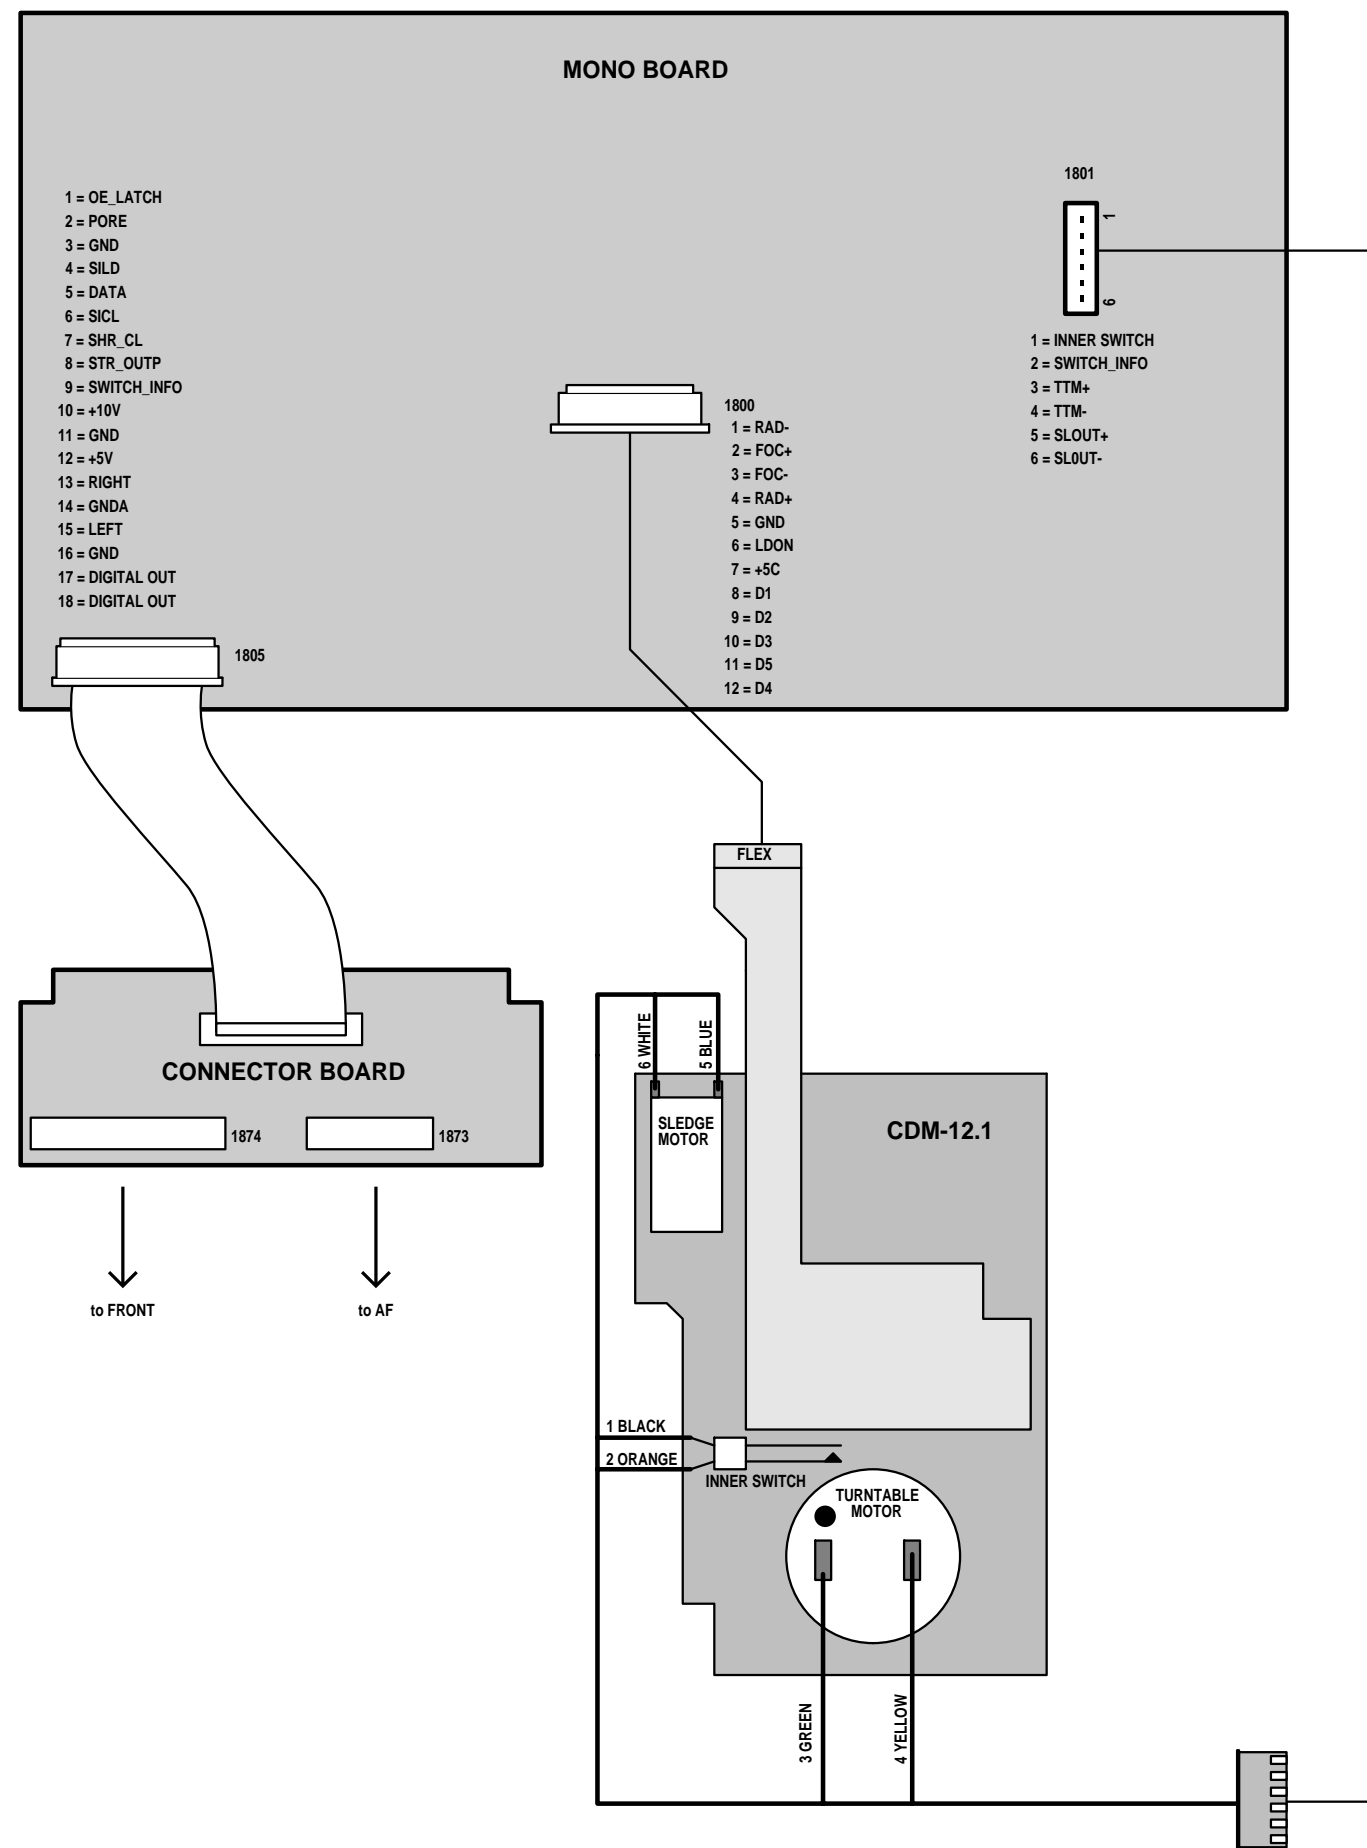 MONO BOARD
1 = OE_LATCH
2 = PORE
3 = GND
4 = SILD
5 = DATA
6 = SICL
7 = SHR_CL
8 = STR_OUTP
9 = SWITCH_INFO
10 = +10V
11 = GND
12 = +5V
13 = RIGHT
14 = GNDA
15 = LEFT
16 = GND
17 = DIGITAL OUT
18 = DIGITAL OUT
1805
1800
1 = RAD-
2 = FOC+
3 = FOC-
4 = RAD+
5 = GND
6 = LDON
7 = +5C
8 = D1
9 = D2
10 = D3
11 = D5
12 = D4
1801
1
6
1 = INNER SWITCH
2 = SWITCH_INFO
3 = TTM+
4 = TTM-
5 = SLOUT+
6 = SL0UT-
FLEX
CONNECTOR BOARD
1874
1873
to FRONT
to AF
6 WHITE
5 BLUE
SLEDGE
MOTOR
CDM-12.1
1 BLACK
2 ORANGE
INNER SWITCH
TURNTABLE
MOTOR
3 GREEN
4 YELLOW